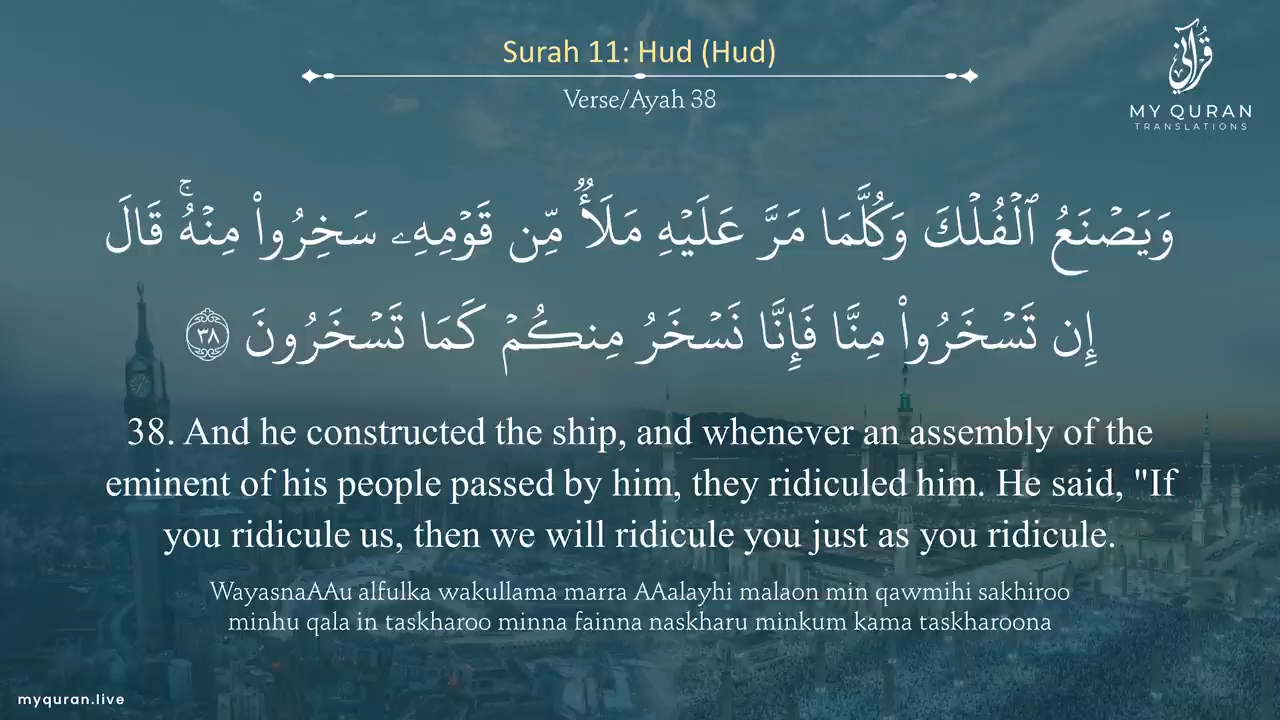 Surah 11: Hud (Hud)
Verse/Ayah 38
قرآني
MY QURAN
TRANSLATIONS
وَيَصْنَعُ ٱلْفُلْكَ وَكُلَّمَا مَرَّ عَلَيْهِ مَلَأٌ مِّن قَوْمِهِۦ سَخِرُوا۟ مِنْهُ ۚ قَالَ
إِن تَسْخَرُوا۟ مِنَّا فَإِنَّا نَسْخَرُ مِنكُمْ كَمَا تَسْخَرُونَ ٣٨
38. And he constructed the ship, and whenever an assembly of the
eminent of his people passed by him, they ridiculed him. He said, "If
you ridicule us, then we will ridicule you just as you ridicule.
WayasnaAAu alfulka wakullama marra AAalayhi malaon min qawmihi sakhiroo
minhu qala in taskharoo minna fainna naskharu minkum kama taskharoona
myquran.live